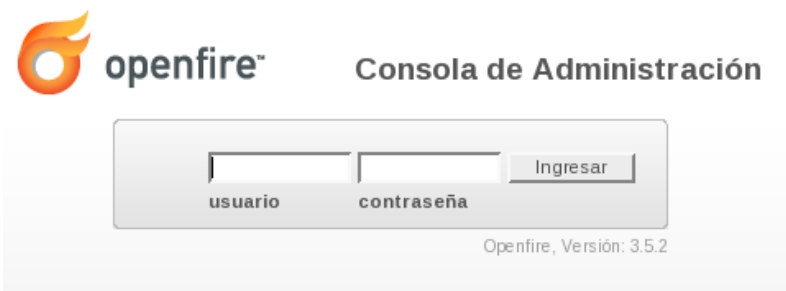 openfire™
Consola de Administración
Ingresar
usuario contraseña
Openfire, Versión: 3.5.2